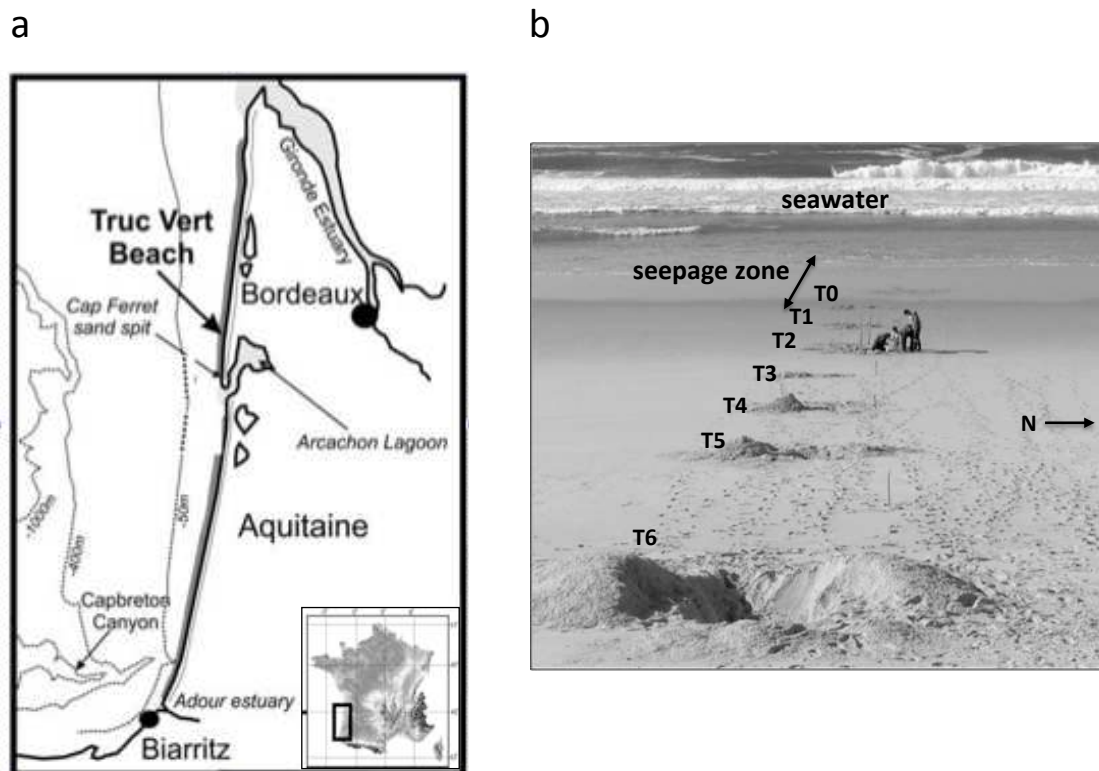 a
b
Truc Vert
Beach
Cap Ferret
sand spit
Gironde Estuary
Bordeaux
Arcachon Lagoon
-1000m
-400m
-50m
Aquitaine
Capbreton
Canyon
Adour estuary
Biarritz
seawater
seepage zone
T0
T1
T2
T3
T4
T5
T6
N